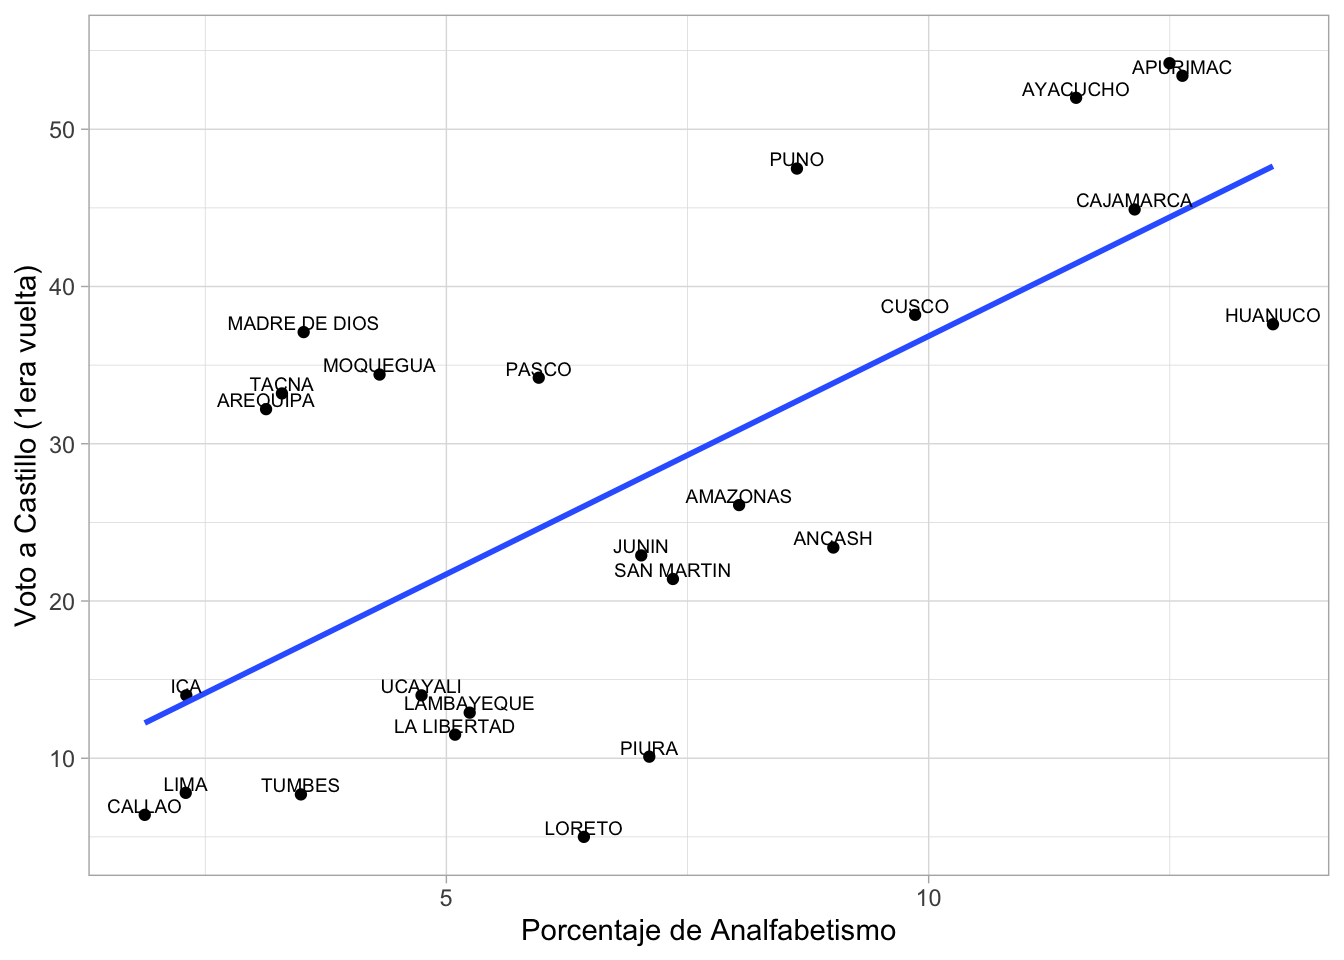 Voto a Castillo (1era vuelta)
50
40
30
20
10
APURIMAC
AYACUCHO
PUNO
CAJAMARCA
CUSCO
HUANUCO
MADRE DE DIOS
MOQUEGUA
PASCO
TACNA
AREQUIPA
AMAZONAS
ANCASH
JUNIN
SAN MARTIN
ICA
UCAYALI
LAMBAYEQUE
LA LIBERTAD
PIURA
LIMA
TUMBES
CALLAO
LORETO
5
10
Porcentaje de Analfabetismo